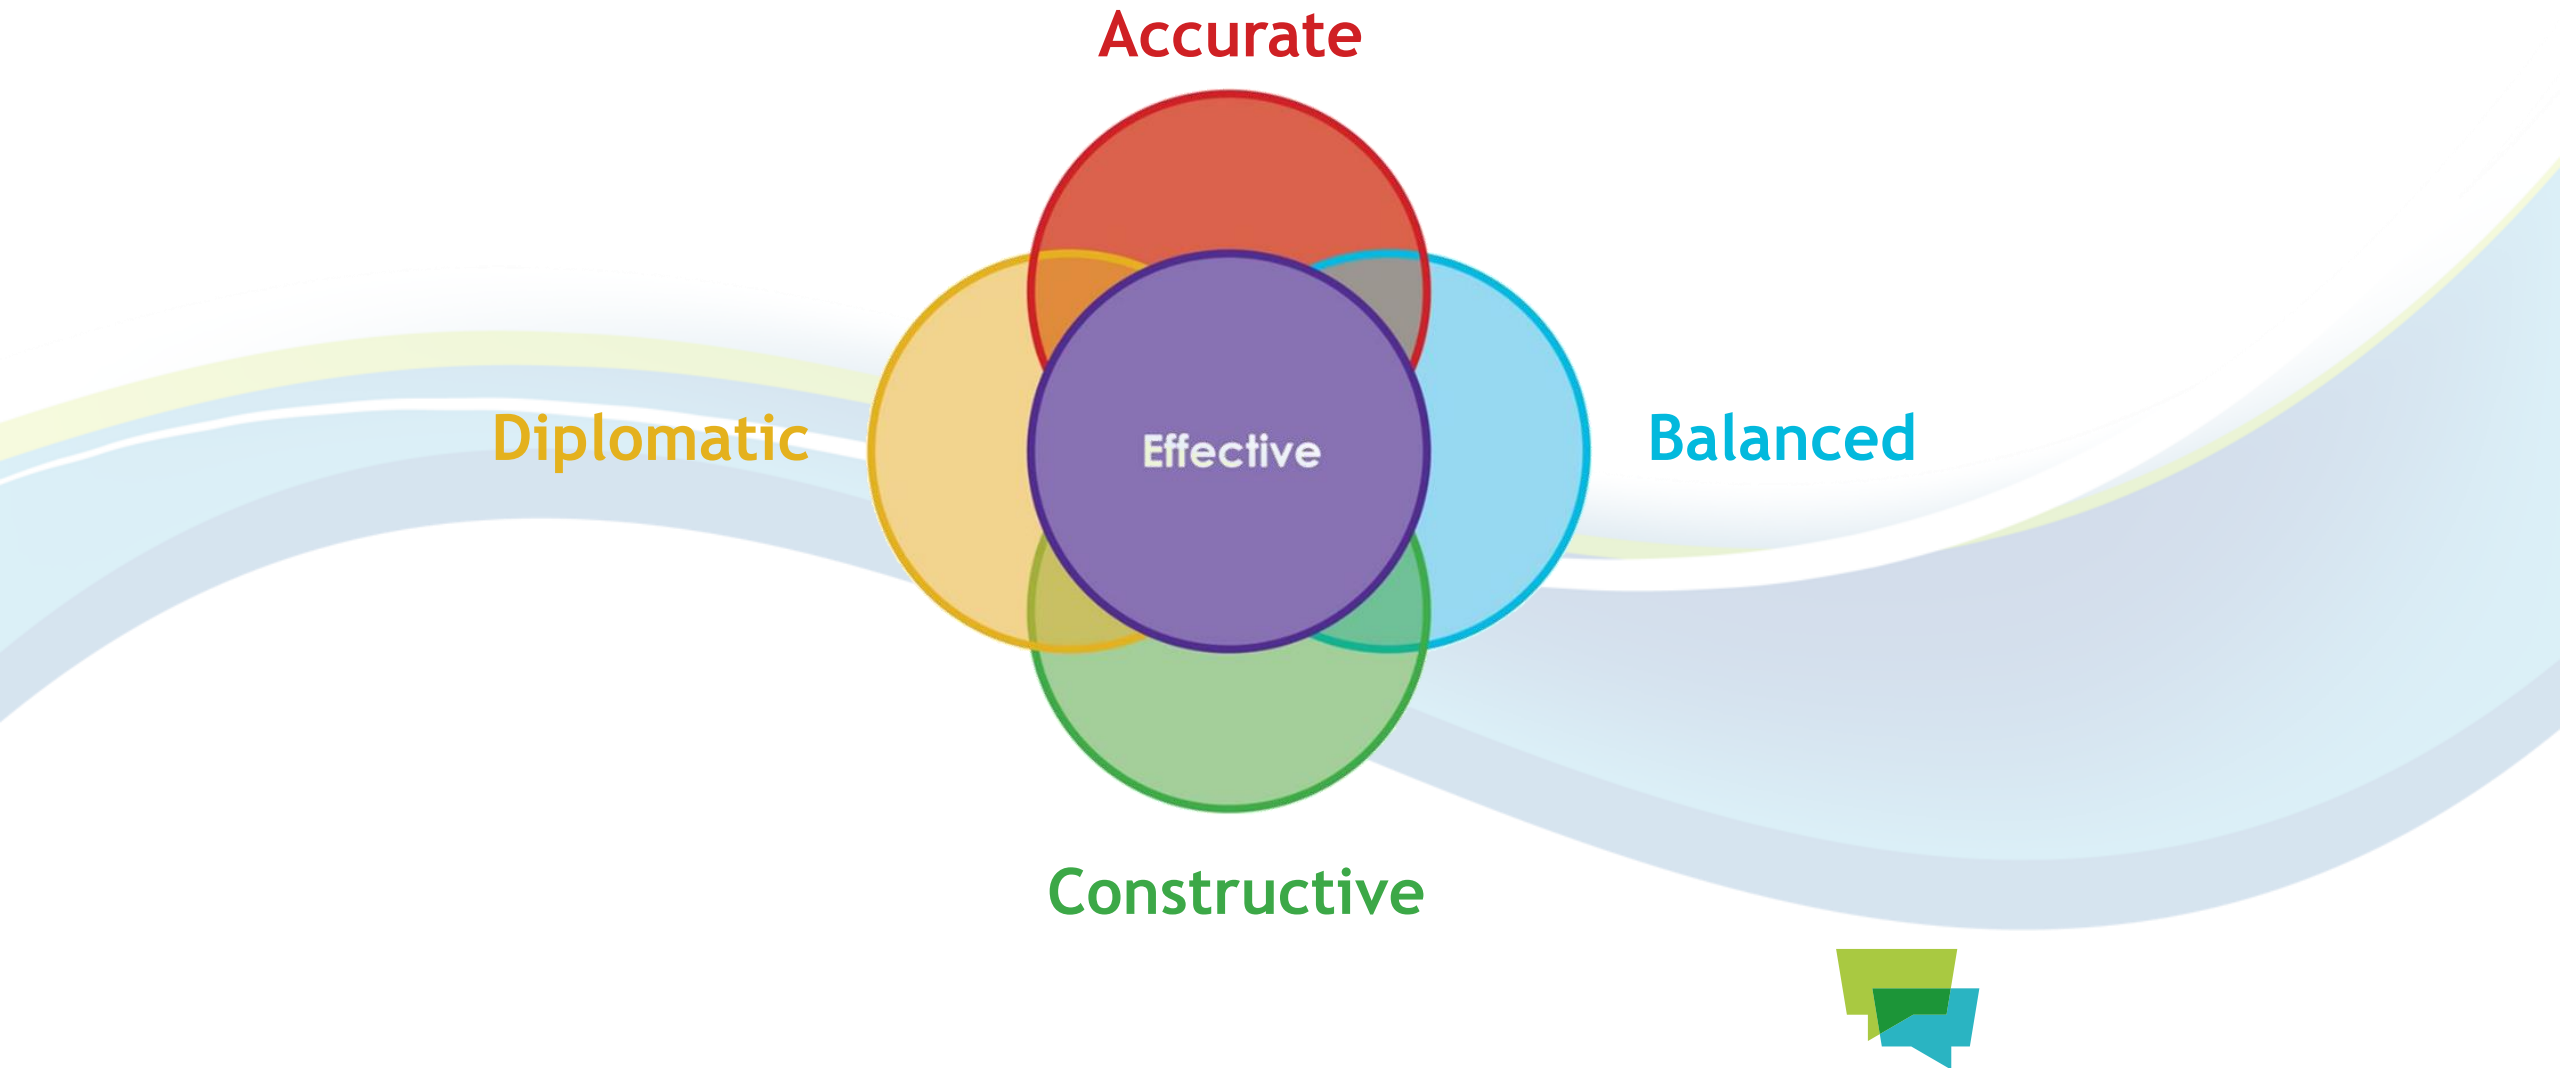 Accurate
Diplomatic
Effective
Balanced
Constructive